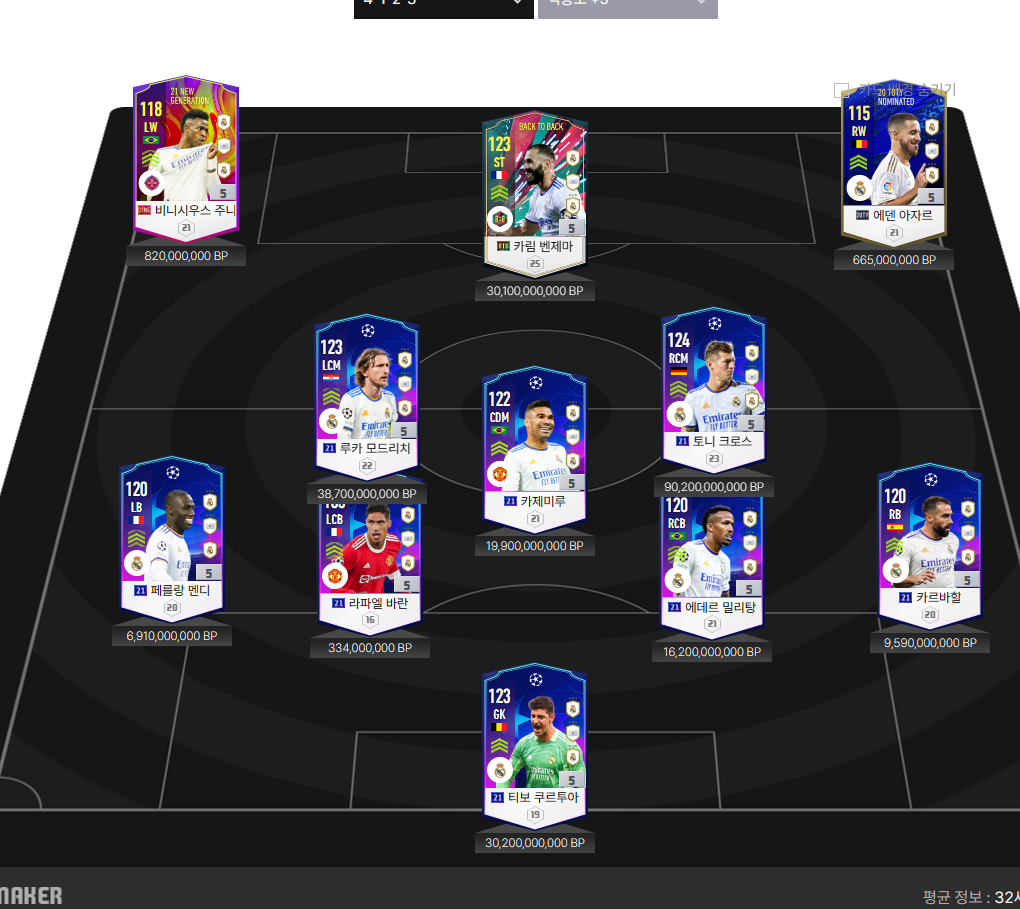 21 NEW
GENERATION
118
LW
5
비니시우스 주니
21
820,000,000 BP
BACK TO BACK
123
ST
5
BTB 카림 벤제마
25
30,100,000,000 BP
20 TOTY
NOMINATED
115
RW
5
에덴 아자르
21
665,000,000 BP
123
LCM
5
21 루카 모드리치
22
38,700,000,000 BP
122
CDM
5
21 카제미루
21
19,900,000,000 BP
124
RCM
5
21 토니 크로스
23
90,200,000,000 BP
120
LB
5
21 페를랑 멘디
20
6,910,000,000 BP
LCB
5
21 라파엘 바란
16
334,000,000 BP
120
RCB
5
21 에데르 밀리탕
21
16,200,000,000 BP
120
RB
5
21 카르바할
20
9,590,000,000 BP
123
GK
5
21 티보 쿠르투아
19
30,200,000,000 BP
MAKER
평균 정보 : 32